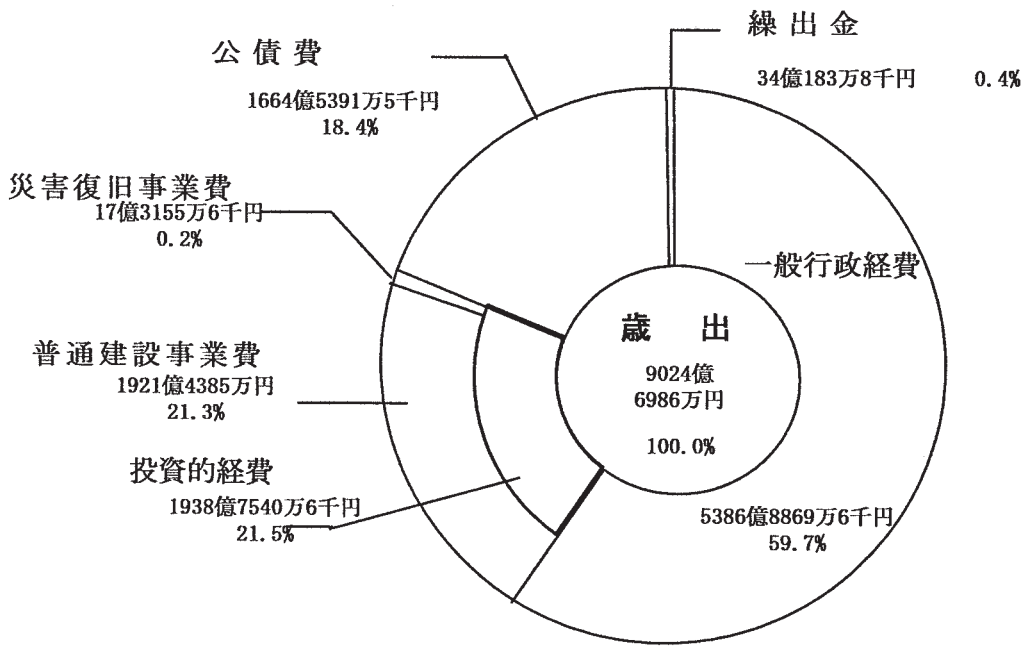 繰出金
34億183万8千円 0.4%
公債費
1664億5391万5千円
18.4%
災害復旧事業費
17億3155万6千円
0.2%
一般行政経費
5386億8869万6千円
59.7%
歳出
9024億
6986万円
100.0%
普通建設事業費
1921億4385万円
21.3%
投資的経費
1938億7540万6千円
21.5%